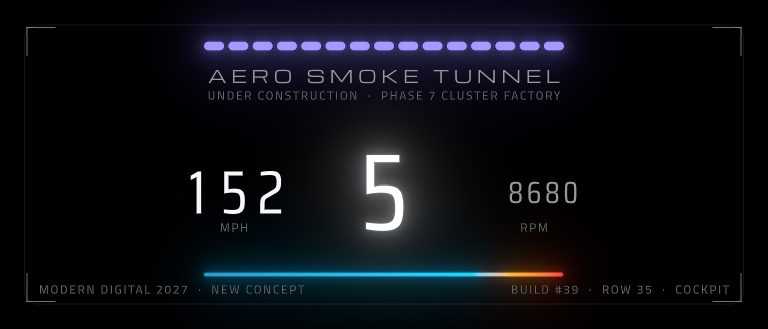 AERO SMOKE TUNNEL
UNDER CONSTRUCTION · PHASE 7 CLUSTER FACTORY
152 5 8680
MPH RPM
MODERN DIGITAL 2027 · NEW CONCEPT BUILD #39 · ROW 35 · COCKPIT